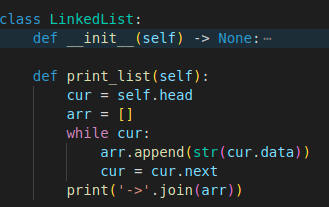 class LinkedList:
    def __init__(self) -> None:⋯
    def print_list(self):
        cur = self.head
        arr = []
        while cur:
            arr.append(str(cur.data))
            cur = cur.next
        print('->'.join(arr))